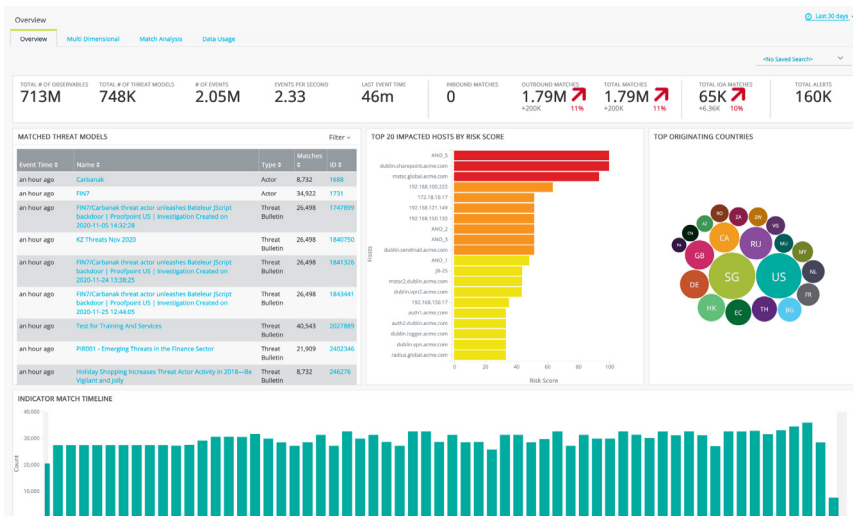 Overview
Last 30 days
Overview Multi Dimensional Match Analysis Data Usage
<No Saved Search>
TOTAL # OF OBSERVABLES
713M
TOTAL # OF THREAT MODELS
748K
# OF EVENTS
2.05M
EVENTS PER SECOND
2.33
LAST EVENT TIME
46m
INBOUND MATCHES
0
OUTBOUND MATCHES
1.79M
+200K 11%
TOTAL MATCHES
1.79M
+200K 11%
TOTAL IOA MATCHES
65K
+6.36K 10%
TOTAL ALERTS
160K
MATCHED THREAT MODELS
Filter
Event Time Name Type Matches ID
an hour ago Carbanak Actor 8,732 1688
an hour ago FIN7 Actor 34,922 1731
an hour ago FIN7/Carbanak threat actor unleashes Bateleur JScript Threat 26,498 1747899
backdoor | Proofpoint US | Investigation Created on Bulletin
2020-11-05 14:32:28
an hour ago KZ Threats Nov 2020 Threat 26,498 1840750
Bulletin
an hour ago FIN7/Carbanak threat actor unleashes Bateleur JScript Threat 26,498 1841326
backdoor | Proofpoint US | Investigation Created on Bulletin
2020-11-24 13:38:25
an hour ago FIN7/Carbanak threat actor unleashes Bateleur JScript Threat 26,498 1843441
backdoor | Proofpoint US | Investigation Created on Bulletin
2020-11-25 12:44:05
an hour ago Test for Training And Services Threat 40,543 2027889
Bulletin
an hour ago PIR001 - Emerging Threats in the Finance Sector Threat 21,909 2402346
Bulletin
an hour ago Holiday Shopping Increases Threat Actor Activity in 2018—Be Threat 8,732 246276
Vigilant and Jolly Bulletin
TOP 20 IMPACTED HOSTS BY RISK SCORE
Hosts
ANO_5
dublin.sharepoint.acme.com
mstsc.global.acme.com
192.168.100.222
172.18.10.17
192.168.121.149
192.168.150.132
ANO_2
ANO_3
dublin.sendmail.acme.com
ANO_1
JR-2S
mstsc2.dublin.acme.com
dublin.vpn2.acme.com
192.168.156.17
auth1.acme.com
auth2.dublin.acme.com
dublin.logger.acme.com
dublin.vpn.acme.com
radius.global.acme.com
0 20 40 60 80 100
Risk Score
TOP ORIGINATING COUNTRIES
RO
ZA
ZW
AZ
VG
CN
CA
RU
MU
PA
GB
MY
SG
US
NL
DE
FR
HK
EC
TH
BG
INDICATOR MATCH TIMELINE
Count
40,000
30,000
20,000
10,000